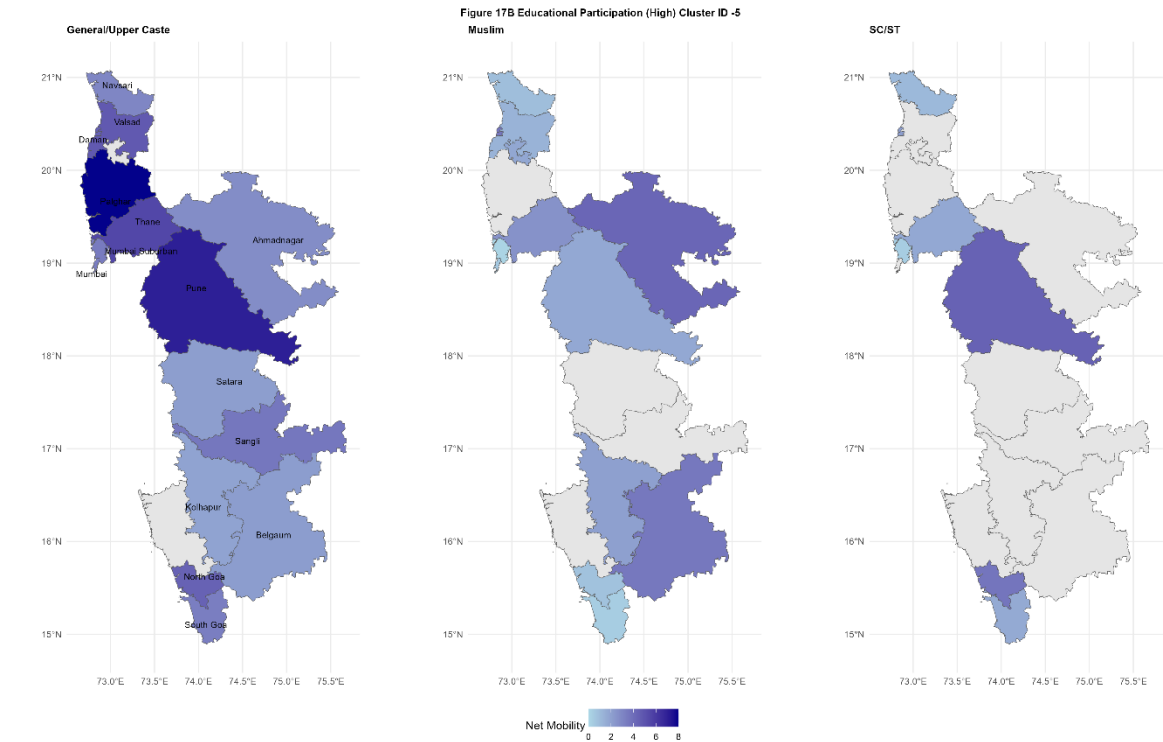 Figure 17B Educational Participation (High) Cluster ID -5
General/Upper Caste
Muslim
SC/ST
21°N
20°N
19°N
18°N
17°N
16°N
15°N
Navsari
Valsad
Daman
Palghar
Thane
Mumbai Suburban
Mumbai
Ahmadnagar
Pune
Satara
Sangli
Kolhapur
Belgaum
North Goa
South Goa
73.0°E 73.5°E 74.0°E 74.5°E 75.0°E 75.5°E
21°N
20°N
19°N
18°N
17°N
16°N
15°N
73.0°E 73.5°E 74.0°E 74.5°E 75.0°E 75.5°E
21°N
20°N
19°N
18°N
17°N
16°N
15°N
73.0°E 73.5°E 74.0°E 74.5°E 75.0°E 75.5°E
Net Mobility
0 2 4 6 8